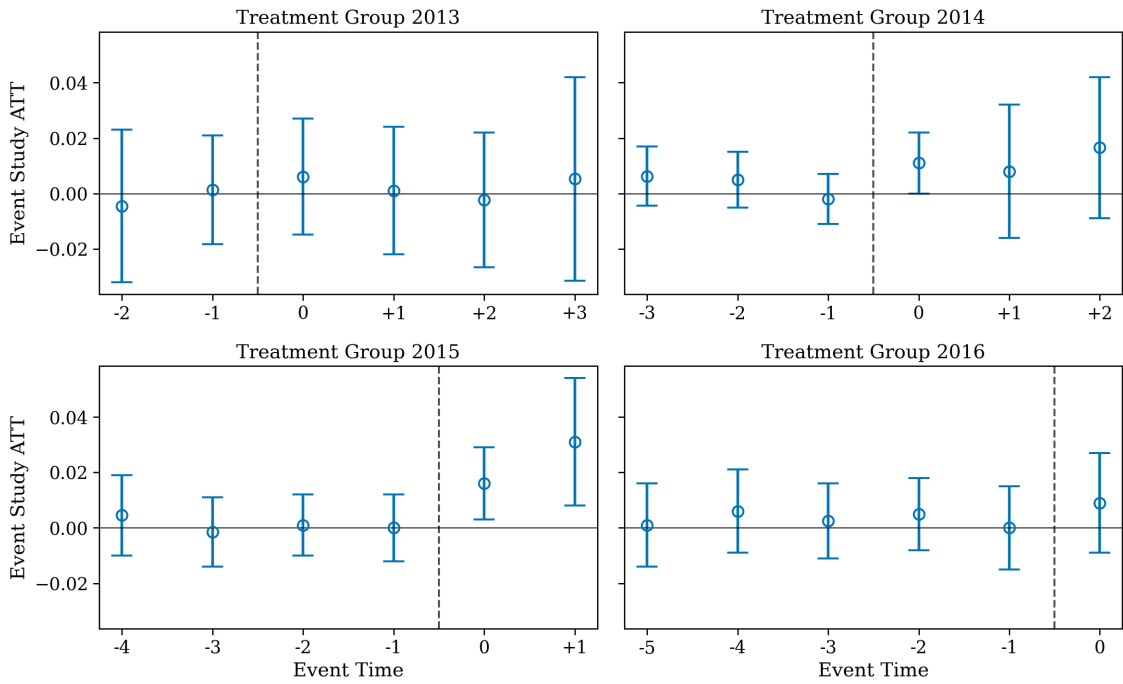 Treatment Group 2013
Treatment Group 2014
Event Study ATT
0.04
0.02
0.00
−0.02
-2 -1 0 +1 +2 +3
-3 -2 -1 0 +1 +2
Treatment Group 2015
Treatment Group 2016
Event Study ATT
0.04
0.02
0.00
−0.02
-4 -3 -2 -1 0 +1
-5 -4 -3 -2 -1 0
Event Time
Event Time